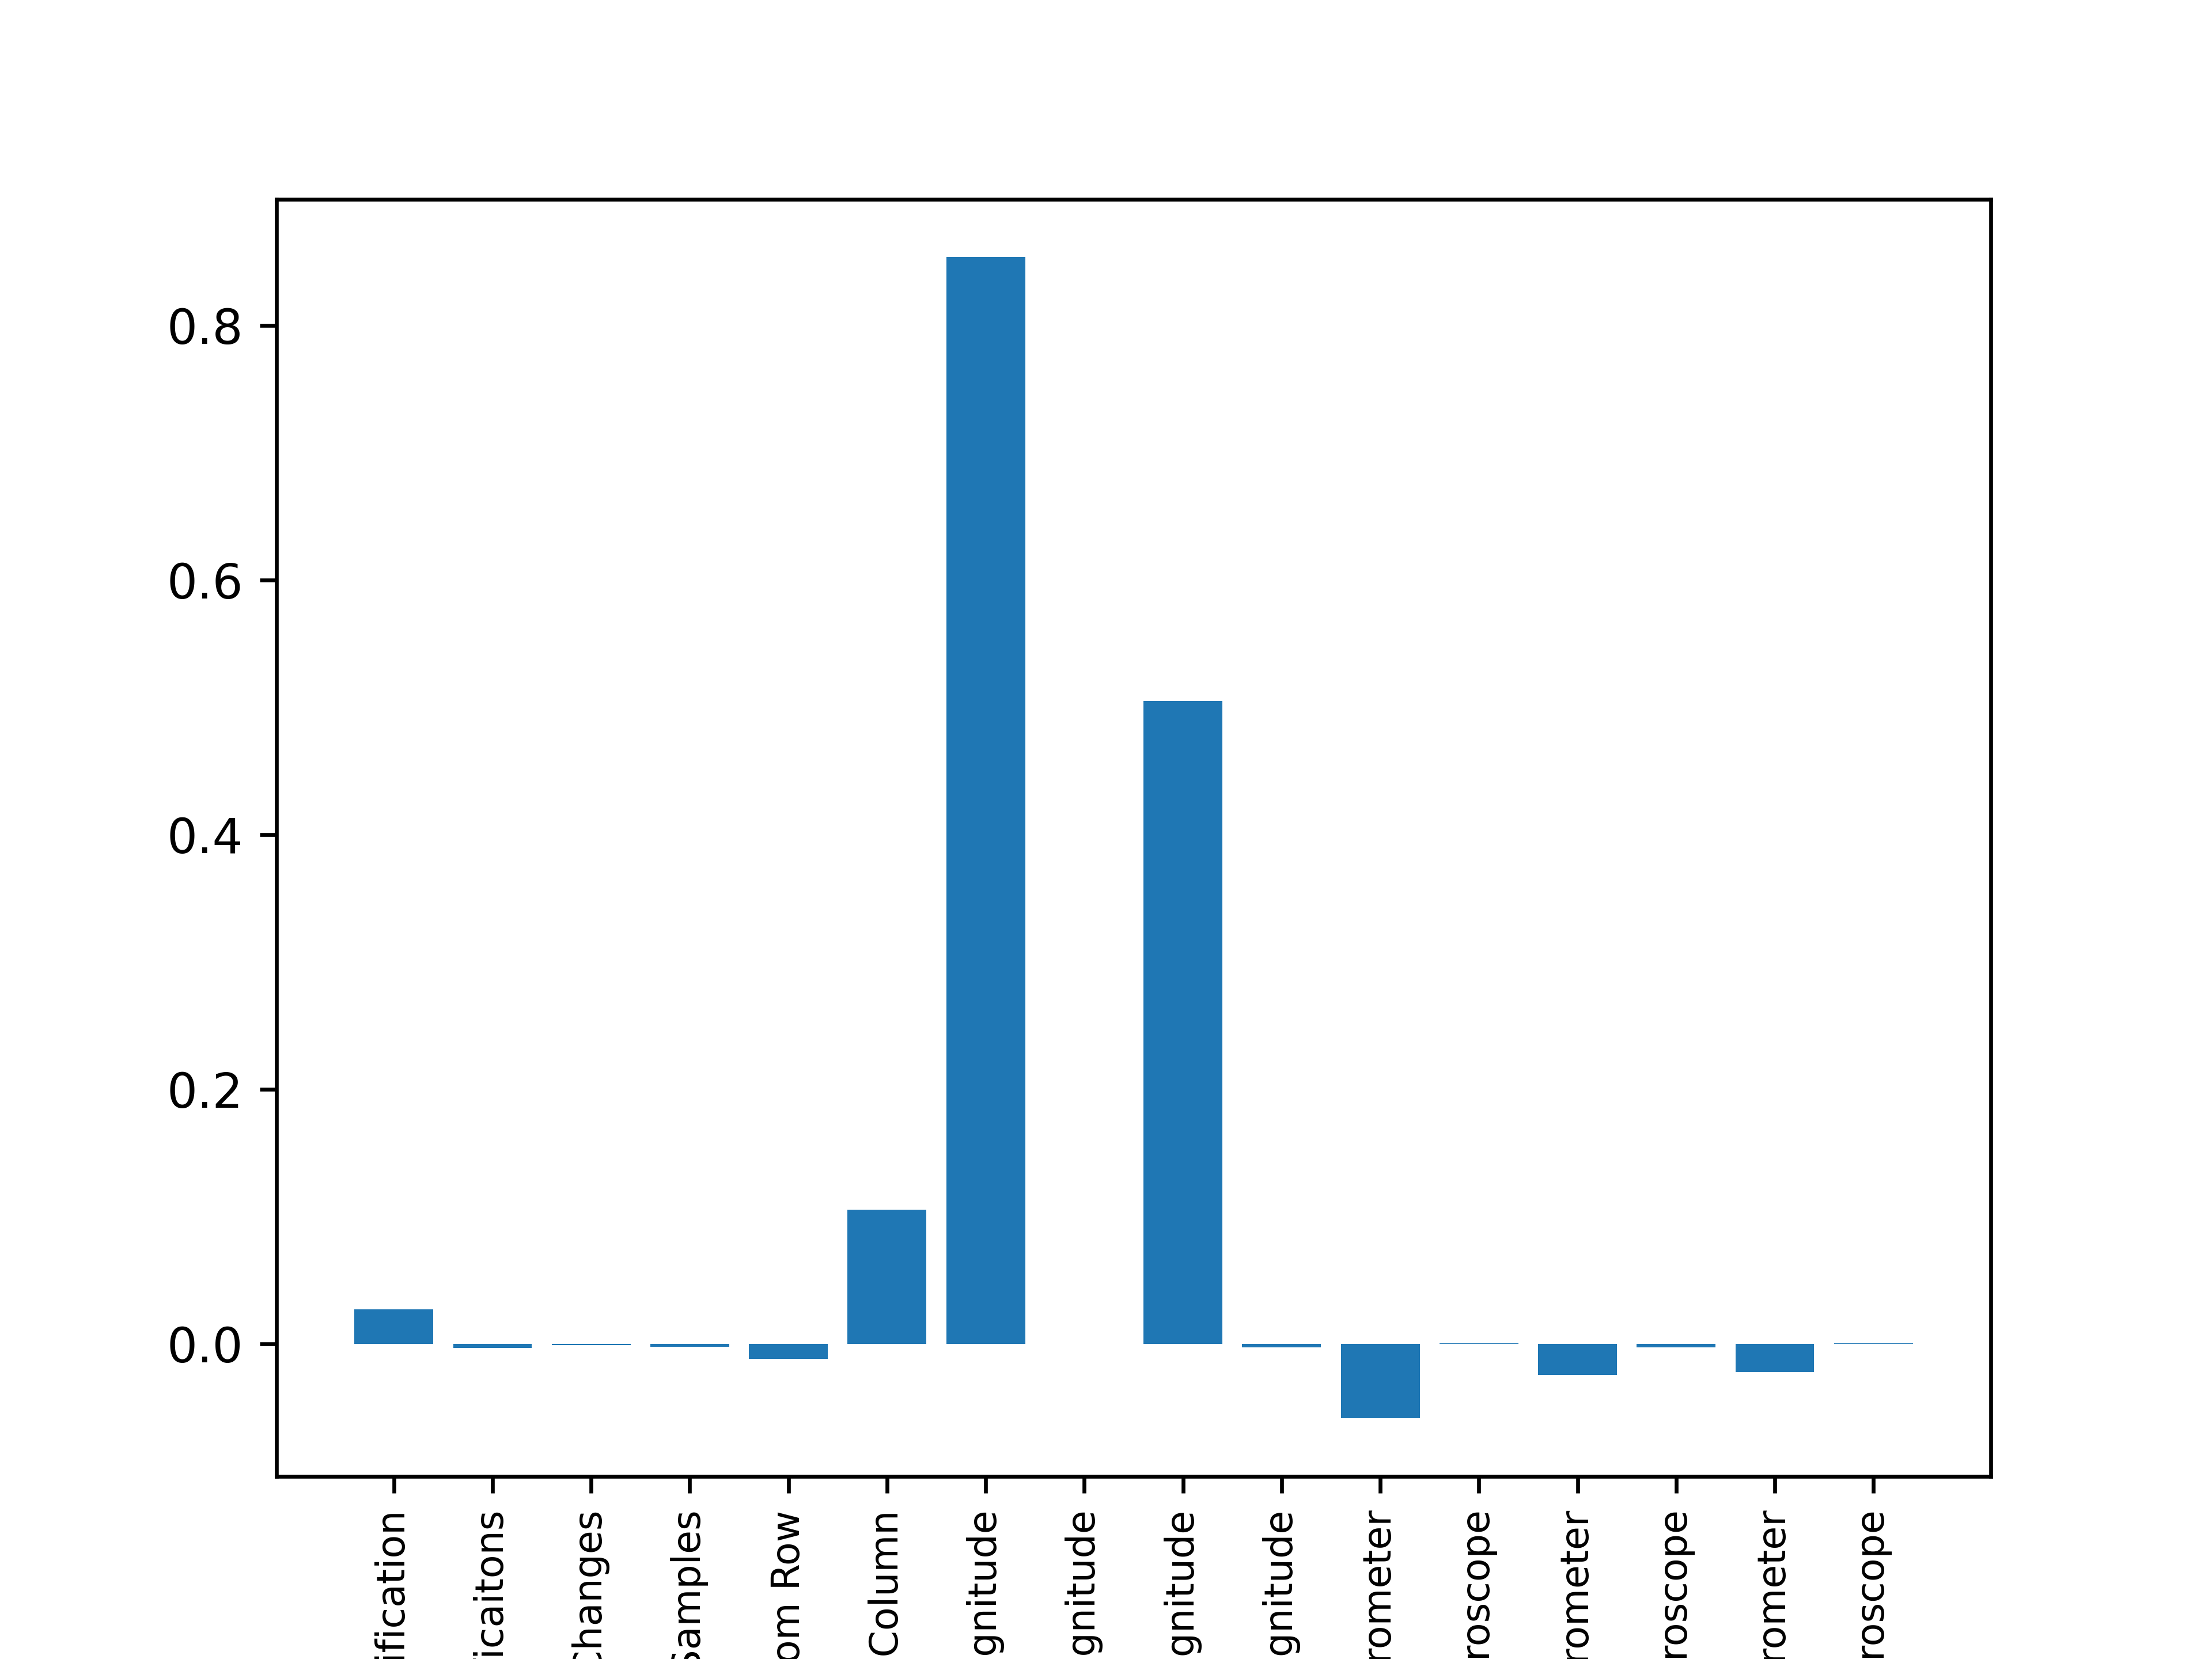 0.8
0.6
0.4
0.2
0.0
ification
icaitons
hanges
Samples
om Row
Column
gnitude
gnitude
gnitude
gnitude
rometer
roscope
rometer
roscope
rometer
roscope